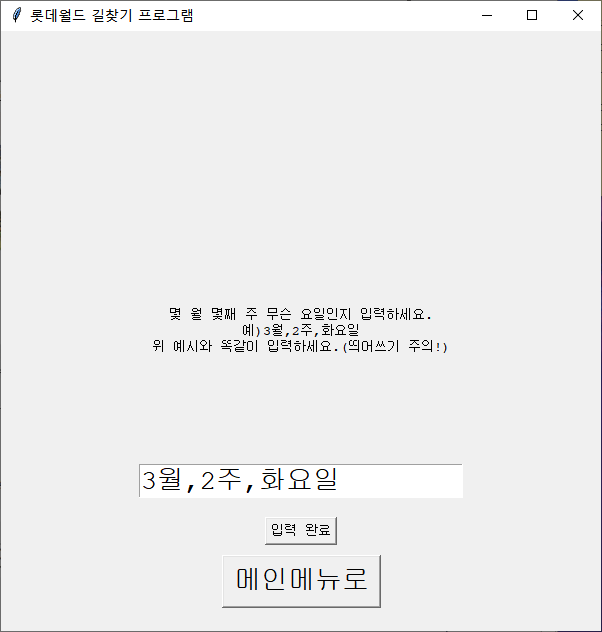 롯데월드 길찾기 프로그램
몇 월 몇째 주 무슨 요일인지 입력하세요.
예)3월,2주,화요일
위 예시와 똑같이 입력하세요.(띄어쓰기 주의!)
3월,2주,화요일
입력 완료
메인메뉴로